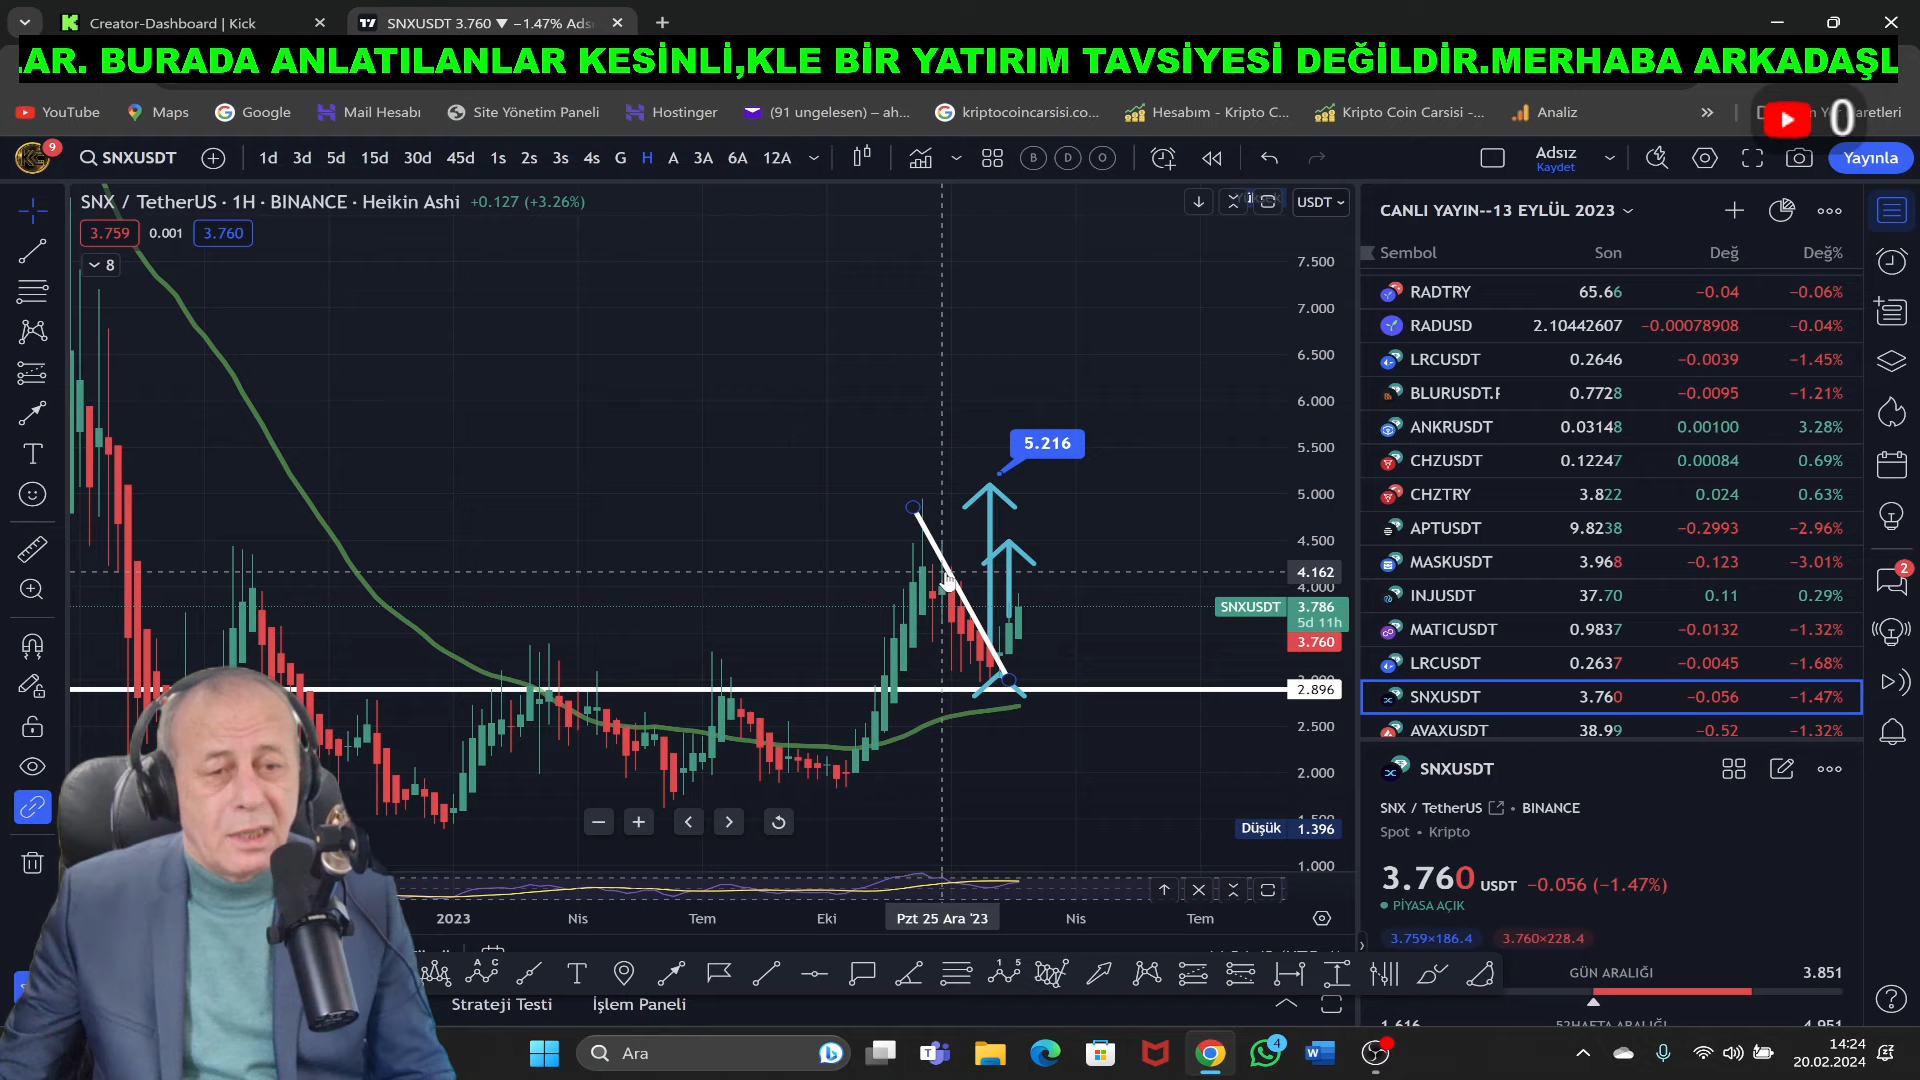 Creator-Dashboard | Kick
SNXUSDT 3.760 ▼ −1.47% Ads
.AR. BURADA ANLATILANLAR KESİNLİ,KLE BİR YATIRIM TAVSİYESİ DEĞİLDİR.MERHABA ARKADAŞL
YouTube Maps Google Mail Hesabı Site Yönetim Paneli Hostinger (91 ungelesen) – ah... kriptocoincarsisi.co... Hesabım - Kripto C... Kripto Coin Carsisi -... Analiz » aretleri
0
9 SNXUSDT 1d 3d 5d 15d 30d 45d 1s 2s 3s 4s G H A 3A 6A 12A B D O Adsız Kaydet Yayınla
SNX / TetherUS · 1H · BINANCE · Heikin Ashi +0.127 (+3.26%)
USDT
3.759 0.001 3.760
8
7.500
7.000
6.500
6.000
5.500
5.216
5.000
4.500
4.162
4.000
SNXUSDT 3.786
5d 11h
3.760
2.896
2.500
2.000
Düşük 1.396
1.000
2023 Nis Tem Eki Pzt 25 Ara '23 Nis Tem
Strateji Testi İşlem Paneli
CANLI YAYIN--13 EYLÜL 2023
Sembol Son Değ Değ%
RADTRY 65.66 −0.04 −0.06%
RADUSD 2.10442607 −0.00078908 −0.04%
LRCUSDT 0.2646 −0.0039 −1.45%
BLURUSDT.F 0.7728 −0.0095 −1.21%
ANKRUSDT 0.03148 0.00100 3.28%
CHZUSDT 0.12247 0.00084 0.69%
CHZTRY 3.822 0.024 0.63%
APTUSDT 9.8238 −0.2993 −2.96%
MASKUSDT 3.968 −0.123 −3.01%
INJUSDT 37.70 0.11 0.29%
MATICUSDT 0.9837 −0.0132 −1.32%
LRCUSDT 0.2637 −0.0045 −1.68%
SNXUSDT 3.760 −0.056 −1.47%
AVAXUSDT 38.99 −0.52 −1.32%
2
SNXUSDT
SNX / TetherUS • BINANCE
Spot • Kripto
3.760 USDT −0.056 (−1.47%)
PİYASA AÇIK
3.759×186.4 3.760×228.4
GÜN ARALIĞI 3.851
1.616 52HAFTA ARALIĞI 4.951
Ara
4
14:24
20.02.2024